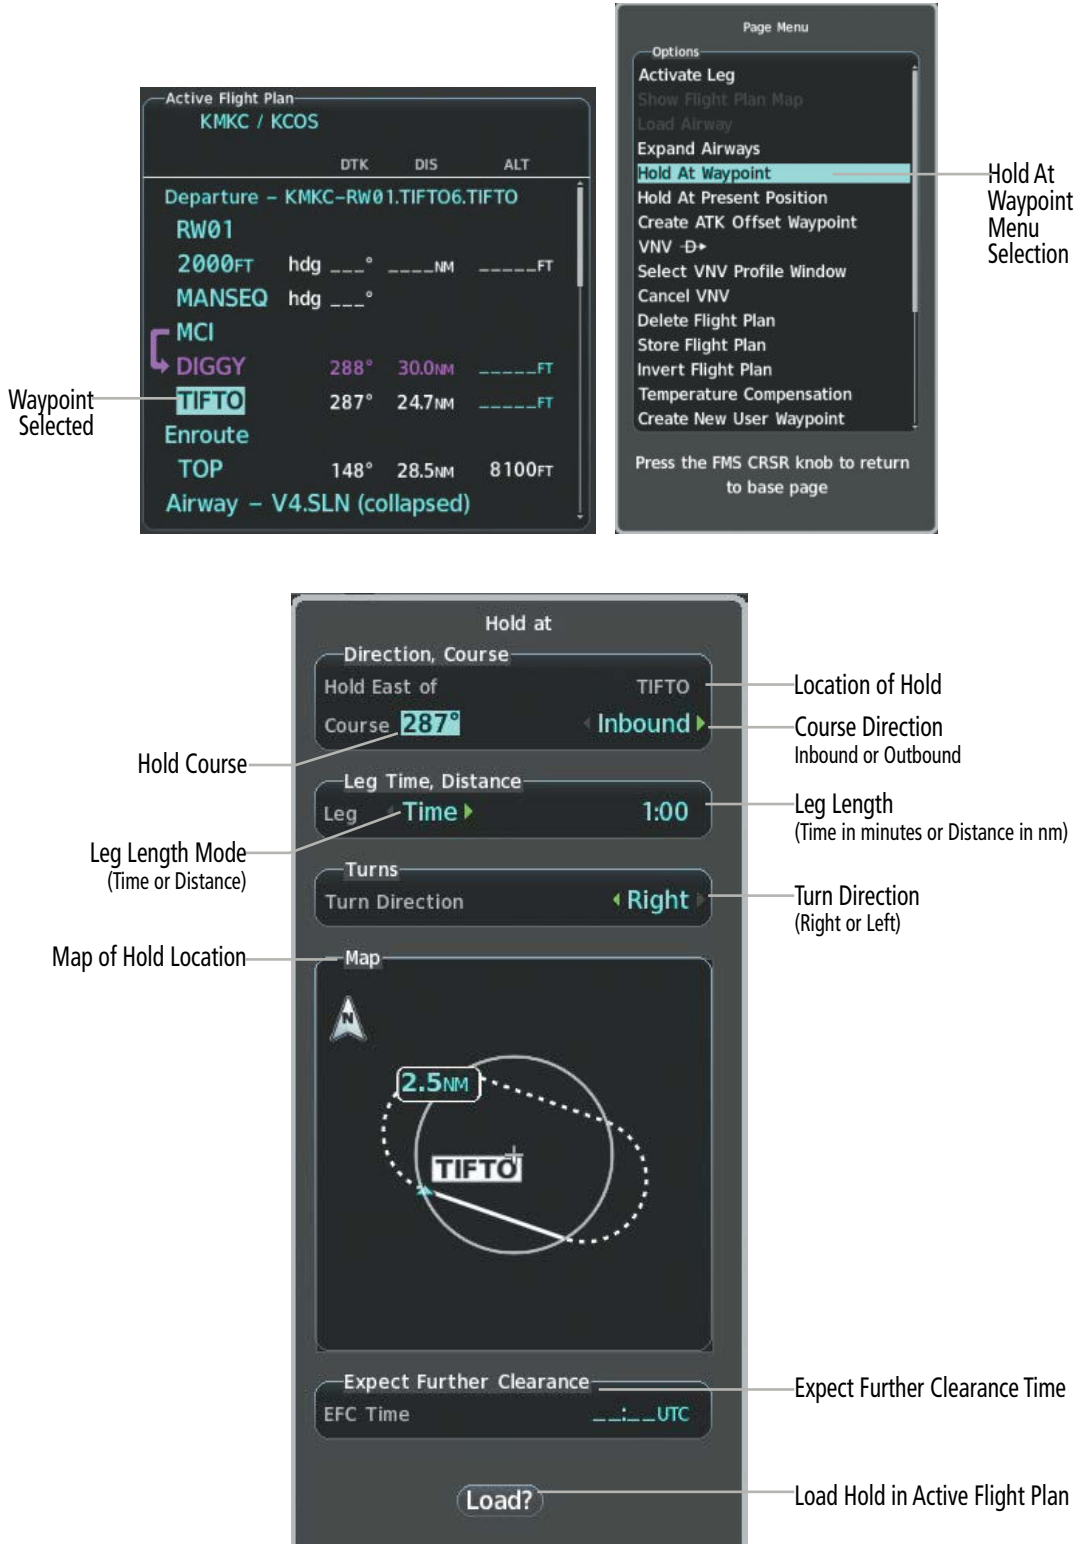 Active Flight Plan
KMKC / KCOS
DTK DIS ALT
Departure – KMKC–RW01.TIFTO6.TIFTO
RW01
2000FT hdg ___° ____NM _____FT
MANSEQ hdg ___°
MCI
DIGGY 288° 30.0NM _____FT
TIFTO 287° 24.7NM _____FT
Enroute
TOP 148° 28.5NM 8100FT
Airway – V4.SLN (collapsed)
Waypoint
Selected
Page Menu
Options
Activate Leg
Show Flight Plan Map
Load Airway
Expand Airways
Hold At Waypoint
Hold At Present Position
Create ATK Offset Waypoint
VNV D
Select VNV Profile Window
Cancel VNV
Delete Flight Plan
Store Flight Plan
Invert Flight Plan
Temperature Compensation
Create New User Waypoint
Press the FMS CRSR knob to return
to base page
Hold At
Waypoint
Menu
Selection
Hold at
Direction, Course
Hold East of TIFTO
Course 287° Inbound
Location of Hold
Course Direction
Inbound or Outbound
Hold Course
Leg Time, Distance
Leg Time 1:00
Leg Length
(Time in minutes or Distance in nm)
Leg Length Mode
(Time or Distance)
Turns
Turn Direction Right
Turn Direction
(Right or Left)
Map of Hold Location
Map
N
2.5NM
TIFTO
Expect Further Clearance
EFC Time __:__UTC
Expect Further Clearance Time
Load?
Load Hold in Active Flight Plan